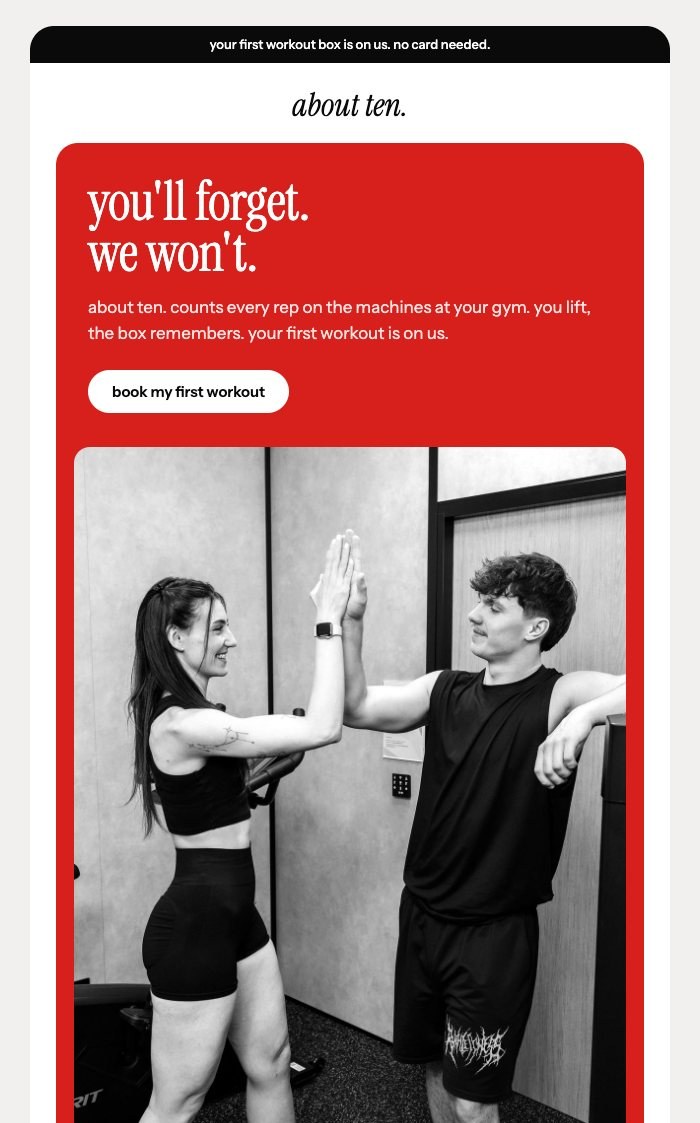 your first workout box is on us. no card needed.
about ten.
you'll forget.
we won't.
about ten. counts every rep on the machines at your gym. you lift,
the box remembers. your first workout is on us.
book my first workout
RIT